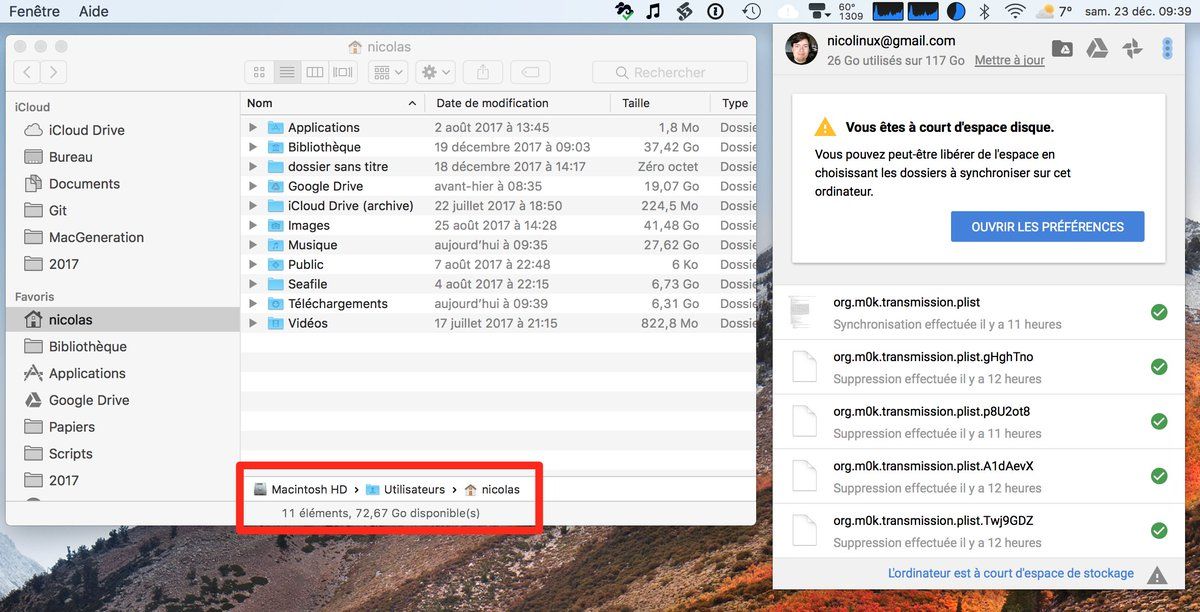 Fenêtre Aide
60°
1309
7° sam. 23 déc. 09:39
nicolas
Rechercher
iCloud
iCloud Drive
Bureau
Documents
Git
MacGeneration
2017
Favoris
nicolas
Bibliothèque
Applications
Google Drive
Papiers
Scripts
2017
Nom Date de modification Taille Type
Applications 2 août 2017 à 13:45 1,8 Mo Dossie
Bibliothèque 19 décembre 2017 à 09:03 37,42 Go Dossie
dossier sans titre 18 décembre 2017 à 14:17 Zéro octet Dossie
Google Drive avant-hier à 08:35 19,07 Go Dossie
iCloud Drive (archive) 22 juillet 2017 à 18:50 224,5 Mo Dossie
Images 25 août 2017 à 14:28 41,48 Go Dossie
Musique aujourd'hui à 09:35 27,62 Go Dossie
Public 7 août 2017 à 22:48 6 Ko Dossie
Seafile 4 août 2017 à 22:15 6,73 Go Dossie
Téléchargements aujourd'hui à 09:39 6,31 Go Dossie
Vidéos 17 juillet 2017 à 21:15 822,8 Mo Dossie
Macintosh HD › Utilisateurs › nicolas
11 éléments, 72,67 Go disponible(s)
nicolinux@gmail.com
26 Go utilisés sur 117 Go Mettre à jour
Vous êtes à court d'espace disque.
Vous pouvez peut-être libérer de l'espace en
choisissant les dossiers à synchroniser sur cet
ordinateur.
OUVRIR LES PRÉFÉRENCES
org.m0k.transmission.plist
Synchronisation effectuée il y a 11 heures
org.m0k.transmission.plist.gHghTno
Suppression effectuée il y a 12 heures
org.m0k.transmission.plist.p8U2ot8
Suppression effectuée il y a 11 heures
org.m0k.transmission.plist.A1dAevX
Suppression effectuée il y a 12 heures
org.m0k.transmission.plist.Twj9GDZ
Suppression effectuée il y a 12 heures
L'ordinateur est à court d'espace de stockage